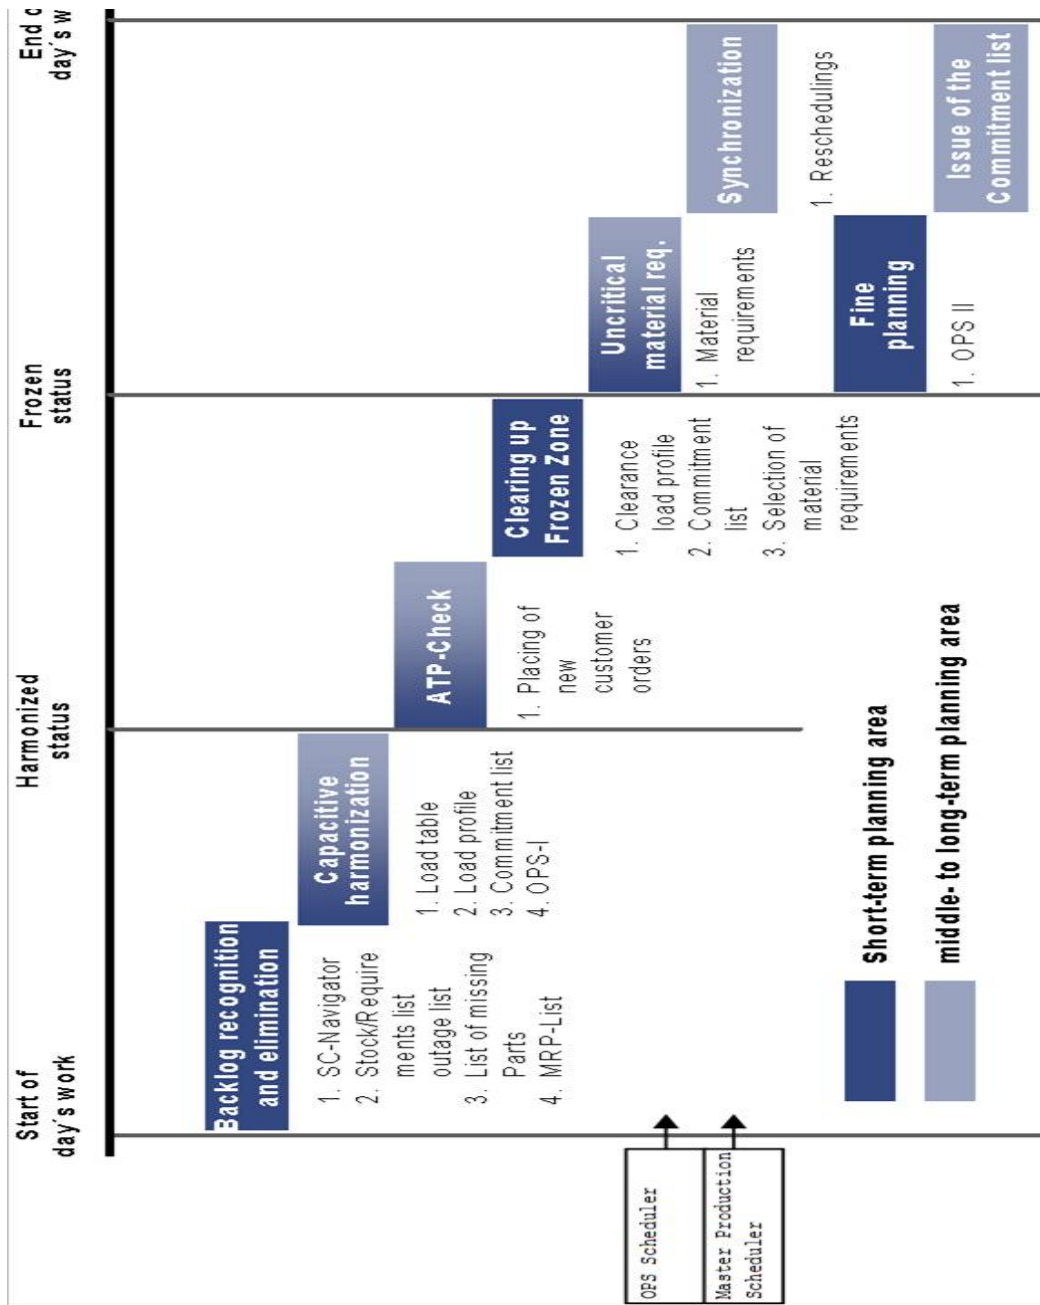 Start of
day´s work
Harmonized
status
Frozen
status
End
day´s w
Backlog recognition
and elimination
1. SC-Navigator
2. Stock/Require
ments list
outage list
3. List of missing
Parts
4. MRP-List
Capacitive
harmonization
1. Load table
2. Load profile
3. Commitment list
4. OPS-I
ATP-Check
1. Placing of
new
customer
orders
Clearing up
Frozen Zone
1. Clearance
load profile
2. Commitment
list
3. Selection of
material
requirements
Uncritical
material req.
1. Material
requirements
Synchronization
1. Reschedulings
Fine
planning
1. OPS II
Issue of the
Commitment list
OPS Scheduler
Master Production
Scheduler
Short-term planning area
middle- to long-term planning area